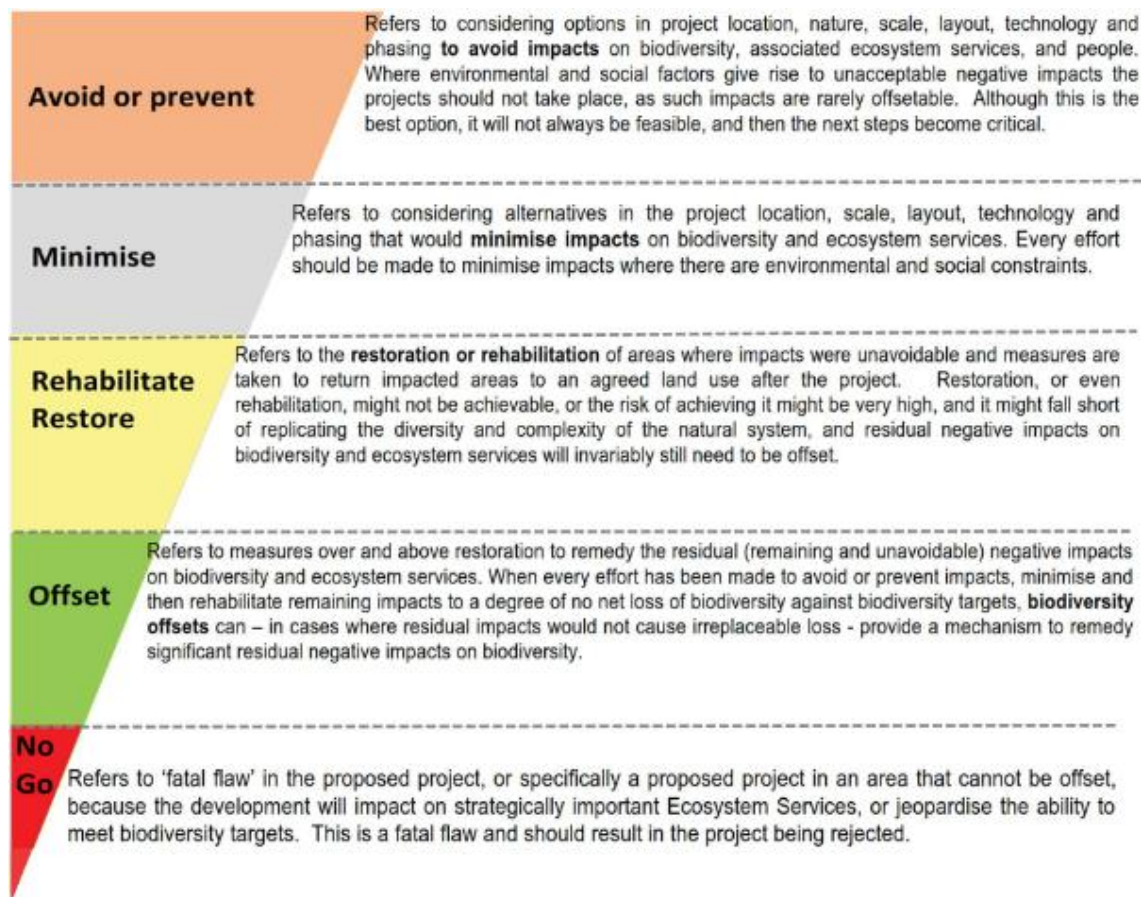 Refers to considering options in project location, nature, scale, layout, technology and
phasing to avoid impacts on biodiversity, associated ecosystem services, and people.
Where environmental and social factors give rise to unacceptable negative impacts the
projects should not take place, as such impacts are rarely offsetable. Although this is the
best option, it will not always be feasible, and then the next steps become critical.
Avoid or prevent
Refers to considering alternatives in the project location, scale, layout, technology and
phasing that would minimise impacts on biodiversity and ecosystem services. Every effort
should be made to minimise impacts where there are environmental and social constraints.
Minimise
Refers to the restoration or rehabilitation of areas where impacts were unavoidable and measures are
taken to return impacted areas to an agreed land use after the project. Restoration, or even
rehabilitation, might not be achievable, or the risk of achieving it might be very high, and it might fall short
of replicating the diversity and complexity of the natural system, and residual negative impacts on
biodiversity and ecosystem services will invariably still need to be offset.
Rehabilitate
Restore
Refers to measures over and above restoration to remedy the residual (remaining and unavoidable) negative impacts
on biodiversity and ecosystem services. When every effort has been made to avoid or prevent impacts, minimise and
then rehabilitate remaining impacts to a degree of no net loss of biodiversity against biodiversity targets, biodiversity
offsets can – in cases where residual impacts would not cause irreplaceable loss - provide a mechanism to remedy
significant residual negative impacts on biodiversity.
Offset
No
Go
Refers to 'fatal flaw' in the proposed project, or specifically a proposed project in an area that cannot be offset,
because the development will impact on strategically important Ecosystem Services, or jeopardise the ability to
meet biodiversity targets. This is a fatal flaw and should result in the project being rejected.